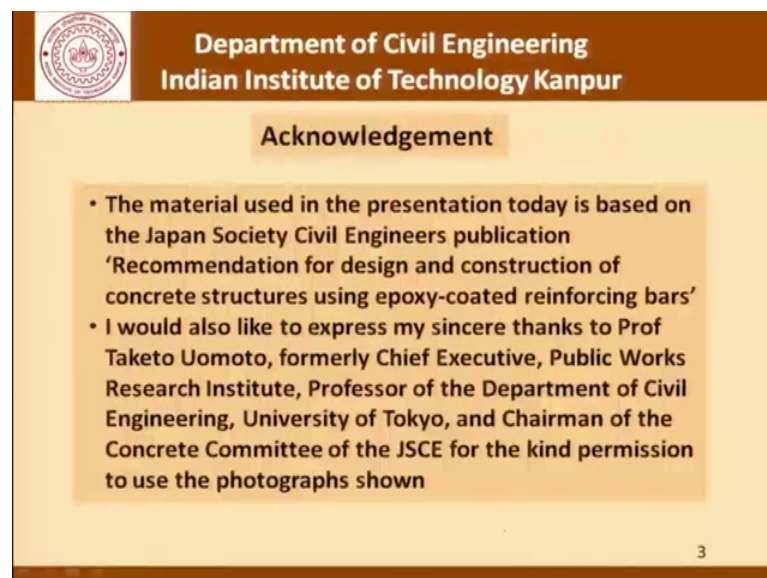 Department of Civil Engineering
Indian Institute of Technology Kanpur
Acknowledgement
• The material used in the presentation today is based on
the Japan Society Civil Engineers publication
‘Recommendation for design and construction of
concrete structures using epoxy-coated reinforcing bars’
• I would also like to express my sincere thanks to Prof
Taketo Uomoto, formerly Chief Executive, Public Works
Research Institute, Professor of the Department of Civil
Engineering, University of Tokyo, and Chairman of the
Concrete Committee of the JSCE for the kind permission
to use the photographs shown
3